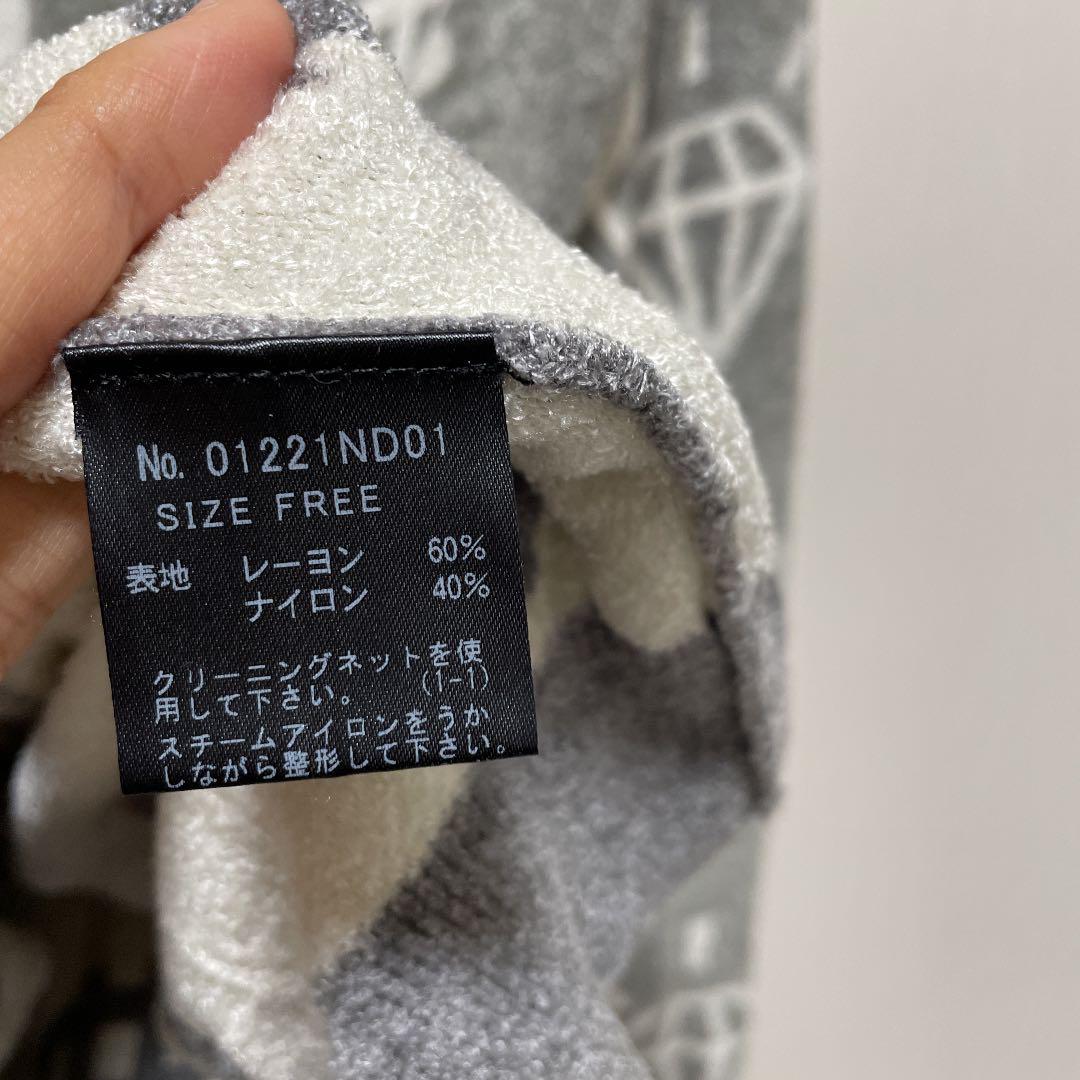 No. 01221ND01
SIZE FREE
表地 レーヨン 60%
ナイロン 40%
クリーニングネットを使
用して下さい。 (1-1)
スチームアイロンをうか
しながら整形して下さい。